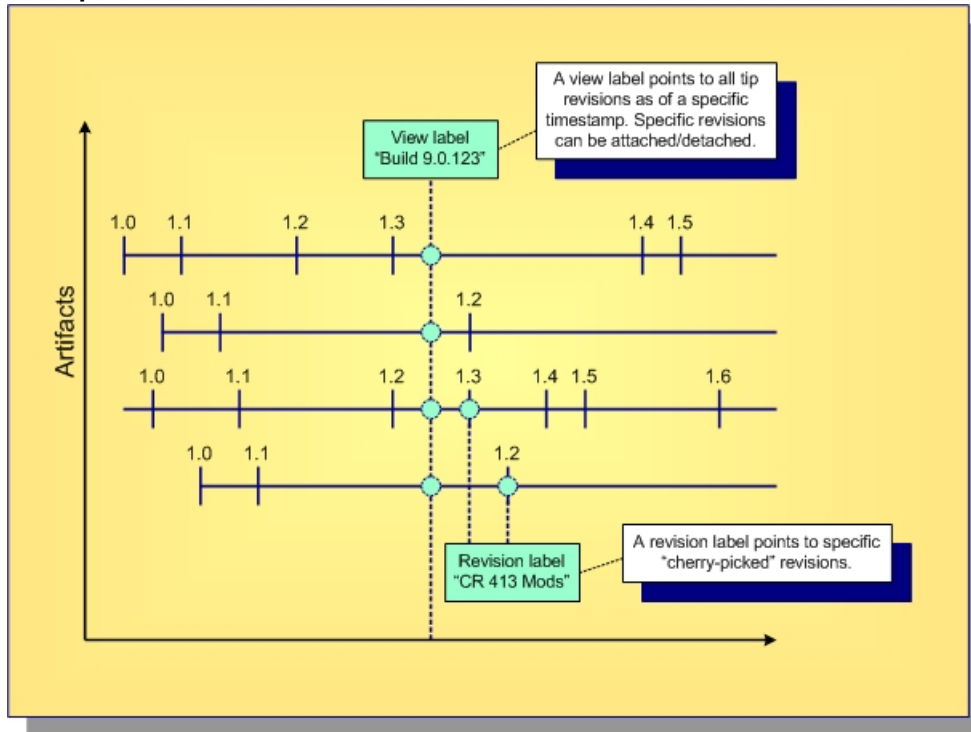 A view label points to all tip
revisions as of a specific
timestamp. Specific revisions
can be attached/detached.
View label
"Build 9.0.123"
1.0 1.1 1.2 1.3 1.4 1.5
1.0 1.1 1.2
Artifacts
1.0 1.1 1.2 1.3 1.4 1.5 1.6
1.0 1.1 1.2
Revision label
"CR 413 Mods"
A revision label points to specific
"cherry-picked" revisions.